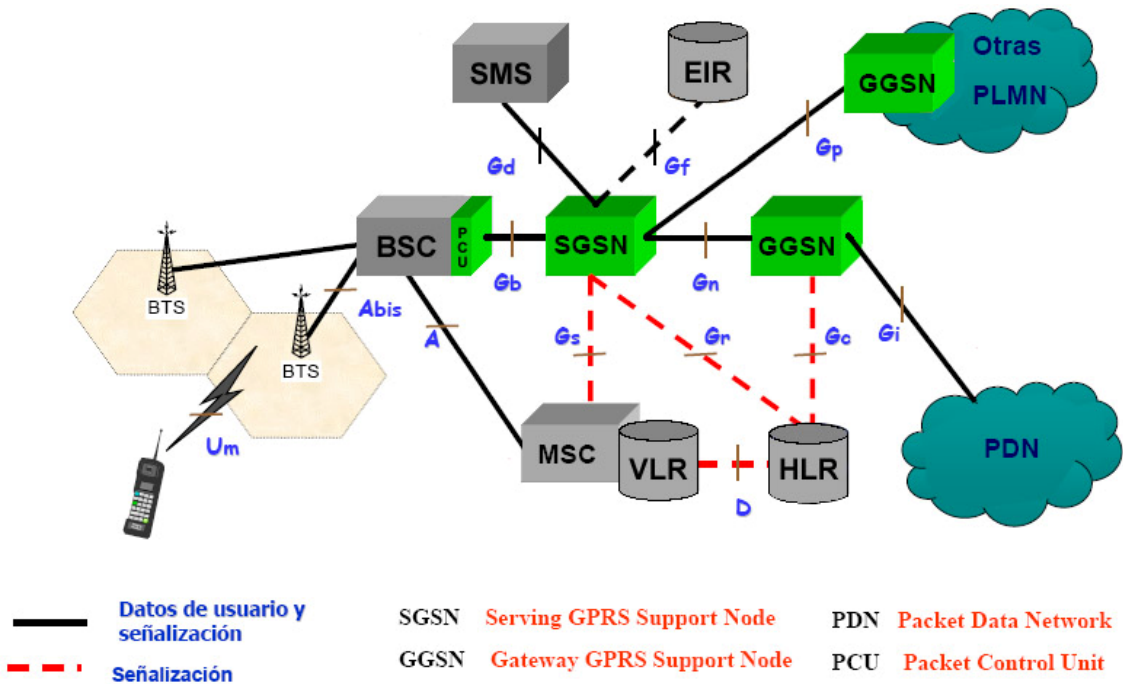 SMS
EIR
GGSN
Otras
PLMN
Gd
Gf
Gp
BSC
PCU
SGSN
GGSN
Gb
Gn
BTS
Abis
A
Gs
Gr
Gc
Gi
BTS
Um
MSC
VLR
HLR
PDN
D
Datos de usuario y
señalización
Señalización
SGSN Serving GPRS Support Node
GGSN Gateway GPRS Support Node
PDN Packet Data Network
PCU Packet Control Unit